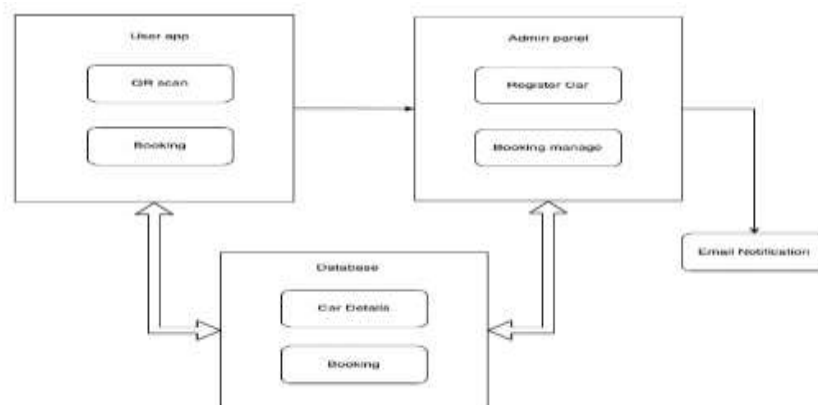 User app
QR scan
Booking
Admin panel
Register Car
Booking manage
Email Notification
Database
Car Details
Booking